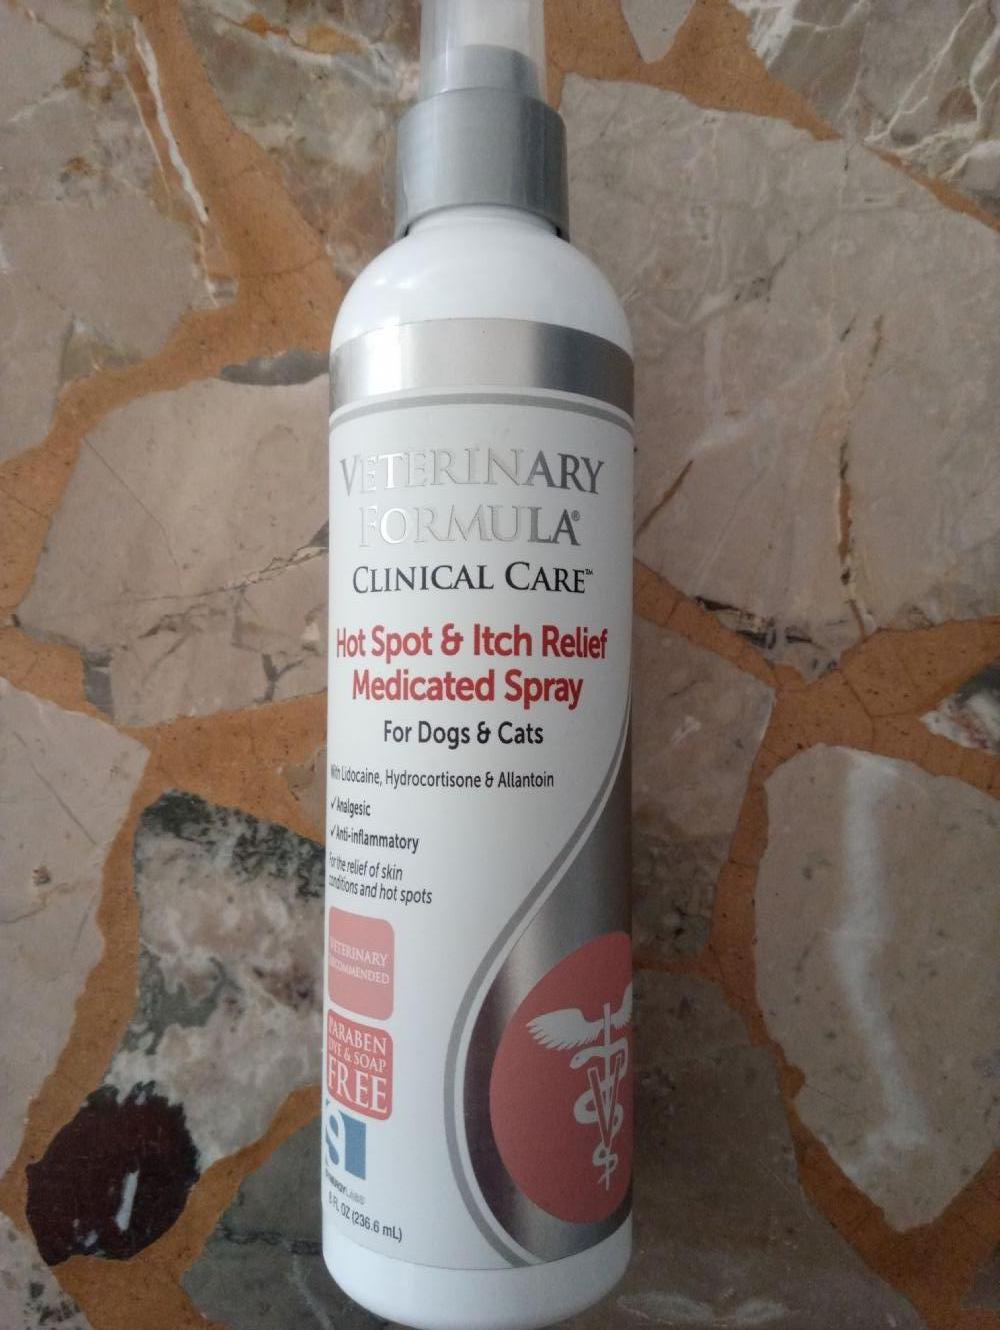 VETERINARY
FORMULA®
CLINICAL CARE™
Hot Spot & Itch Relief
Medicated Spray
For Dogs & Cats
With Lidocaine, Hydrocortisone & Allantoin
✓Analgesic
✓Anti-inflammatory
For the relief of skin
conditions and hot spots
VETERINARY
RECOMMENDED
PARABEN
DYE & SOAP
FREE
SYNERGYLABS
8 FL OZ (236.6 mL)